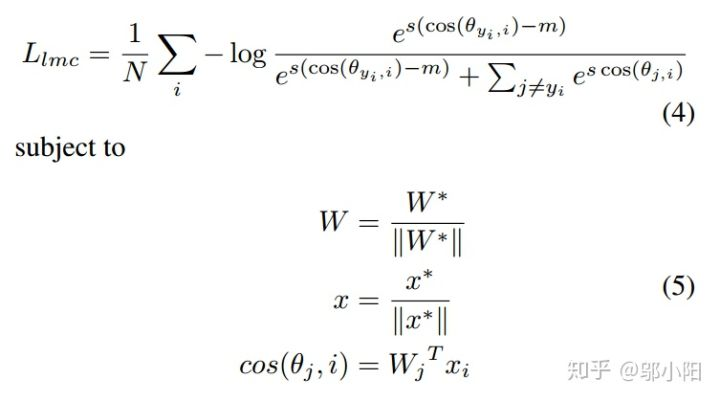 L_{lmc} = \frac{1}{N} \sum_{i} -\log \frac{e^{s(\cos(\theta_{y_i,i})-m)}}{e^{s(\cos(\theta_{y_i,i})-m)} + \sum_{j \neq y_i} e^{s\cos(\theta_{j,i})}}
(4)
subject to
W = \frac{W^*}{\|W^*\|}
x = \frac{x^*}{\|x^*\|} (5)
cos(\theta_j, i) = W_j^T x_i
知乎 @邬小阳